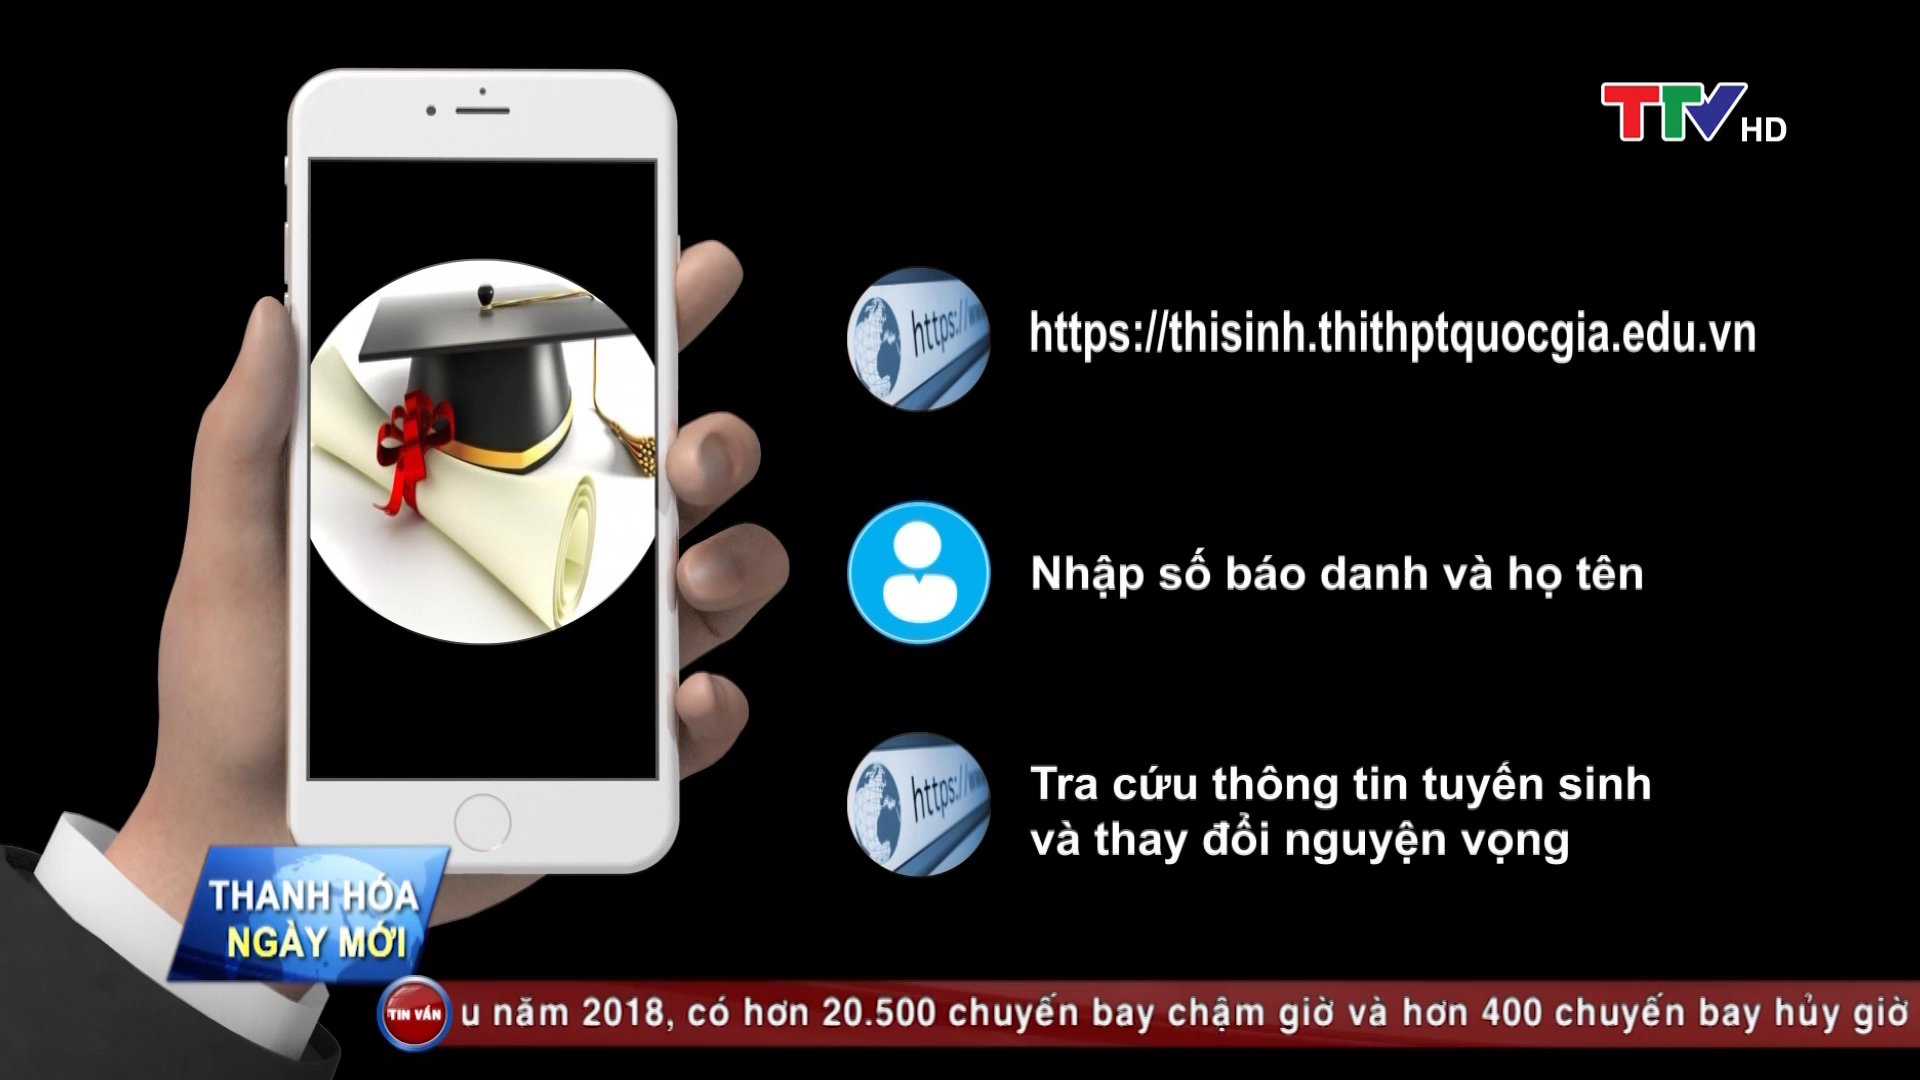 TTV HD
https://
https://thisinh.thithptquocgia.edu.vn
Nhập số báo danh và họ tên
https://
Tra cứu thông tin tuyển sinh
và thay đổi nguyện vọng
THANH HÓA
NGÀY MỚI
TIN VẮN
u năm 2018, có hơn 20.500 chuyến bay chậm giờ và hơn 400 chuyến bay hủy giờ